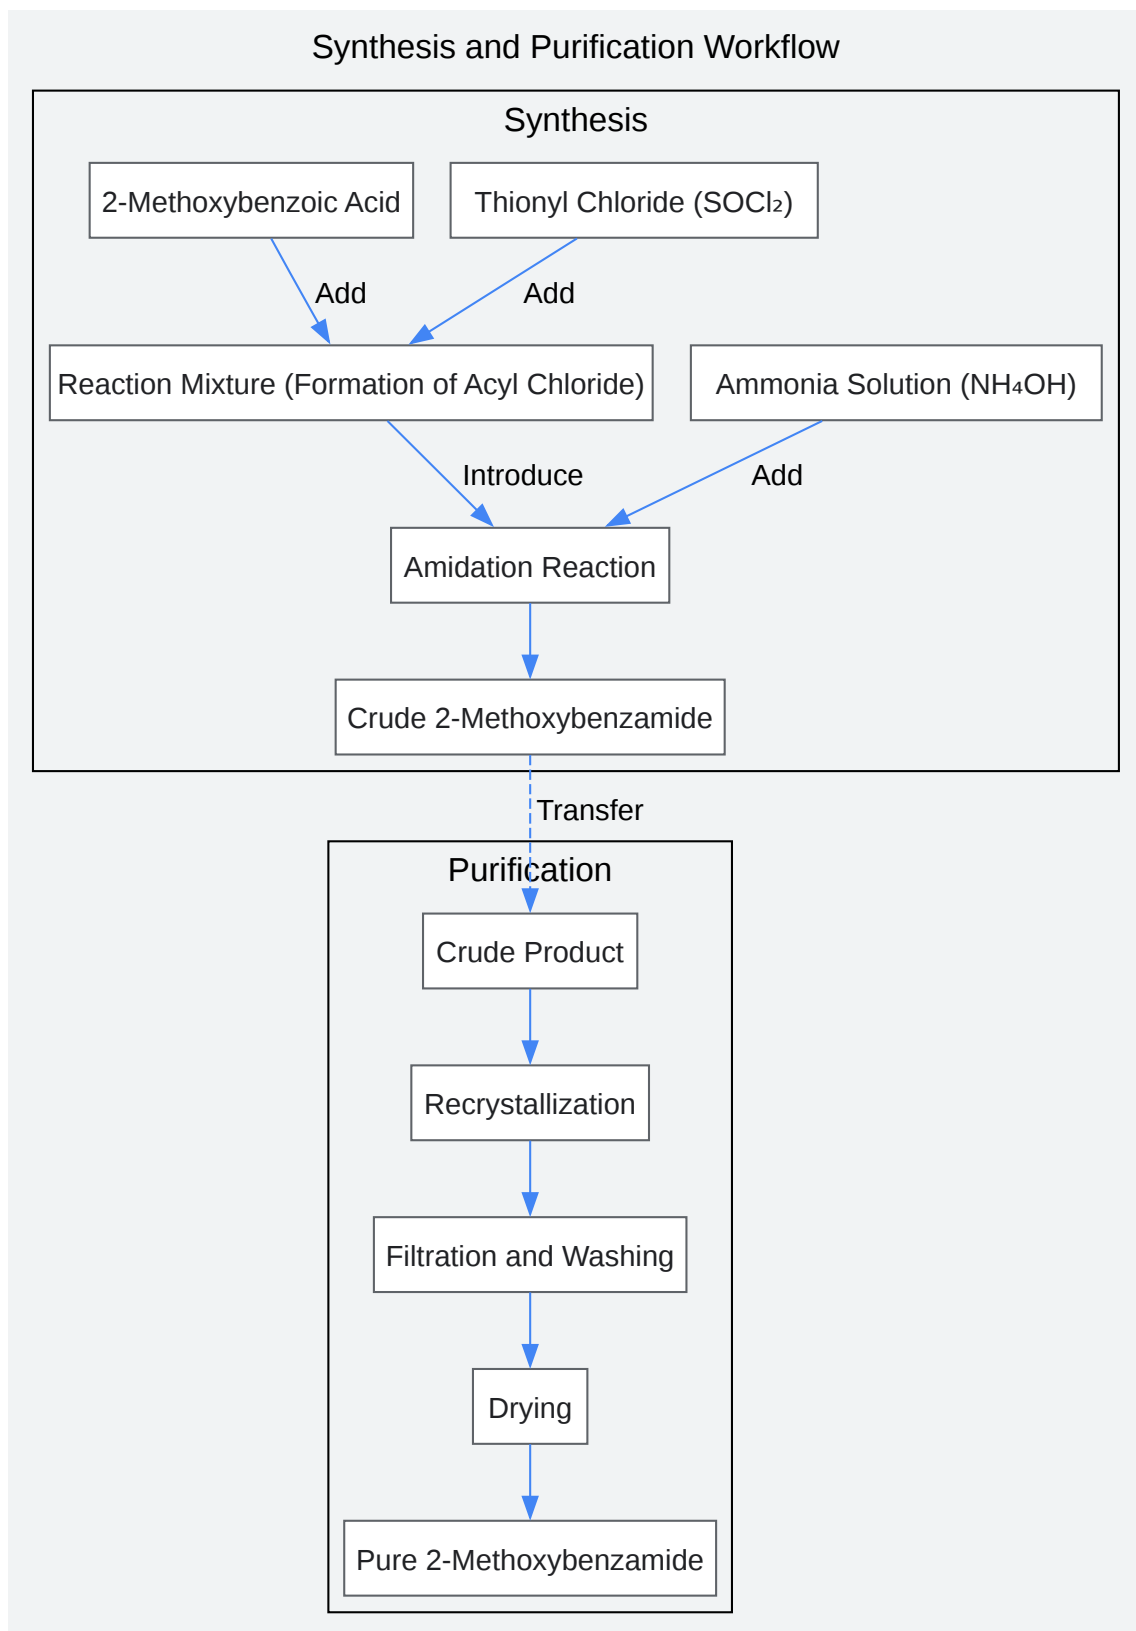 Synthesis and Purification Workflow
Synthesis
2-Methoxybenzoic Acid
Thionyl Chloride (SOCl₂)
Add
Add
Reaction Mixture (Formation of Acyl Chloride)
Ammonia Solution (NH₄OH)
Introduce
Add
Amidation Reaction
Crude 2-Methoxybenzamide
Transfer
Purification
Crude Product
Recrystallization
Filtration and Washing
Drying
Pure 2-Methoxybenzamide